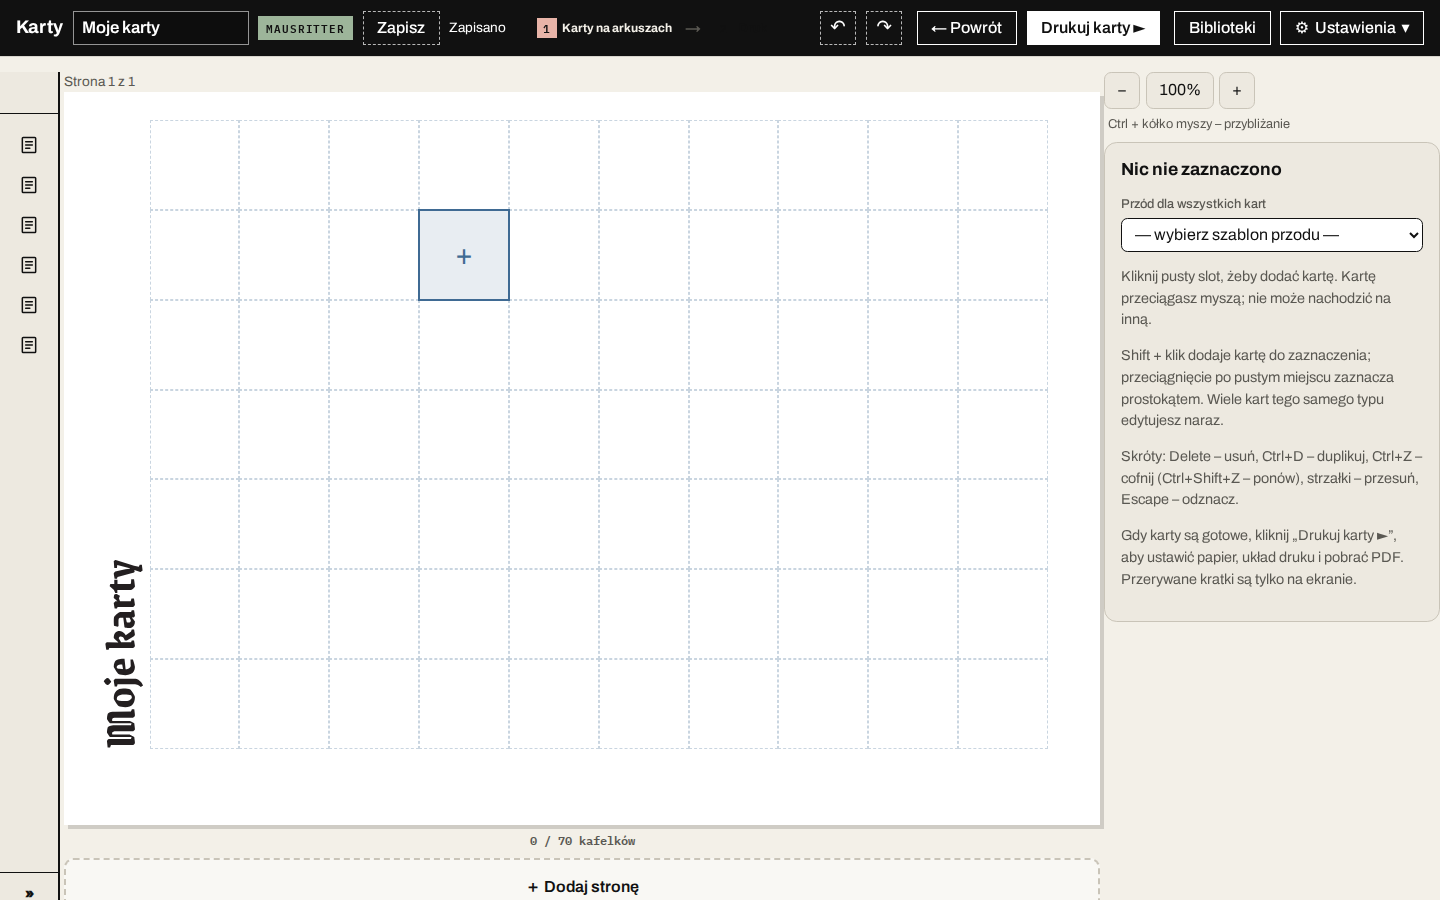 Karty
Moje karty
MAUSRITTER
Zapisz
Zapisano
1 Karty na arkuszach →
↶
↷
← Powrót
Drukuj karty ►
Biblioteki
⚙ Ustawienia ▾
Strona 1 z 1
− 100% +
Ctrl + kółko myszy – przybliżanie
Nic nie zaznaczono
Przód dla wszystkich kart
— wybierz szablon przodu —
Kliknij pusty slot, żeby dodać kartę. Kartę
przeciągasz myszą; nie może nachodzić na
inną.
Shift + klik dodaje kartę do zaznaczenia;
przeciągnięcie po pustym miejscu zaznacza
prostokątem. Wiele kart tego samego typu
edytujesz naraz.
Skróty: Delete – usuń, Ctrl+D – duplikuj, Ctrl+Z –
cofnij (Ctrl+Shift+Z – ponów), strzałki – przesuń,
Escape – odznacz.
Gdy karty są gotowe, kliknij „Drukuj karty ►”,
aby ustawić papier, układ druku i pobrać PDF.
Przerywane kratki są tylko na ekranie.
+
Moje karty
0 / 70 kafelków
+ Dodaj stronę
»